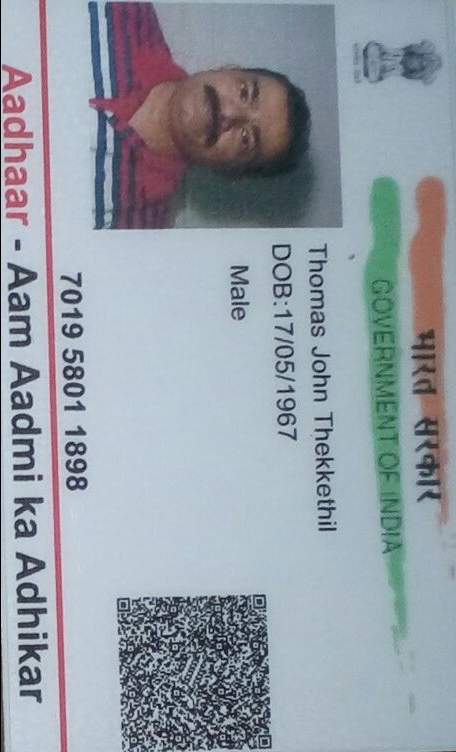 भारत सरकार
GOVERNMENT OF INDIA
Thomas John Thekkethil
DOB:17/05/1967
Male
7019 5801 1898
Aadhaar - Aam Aadmi ka Adhikar